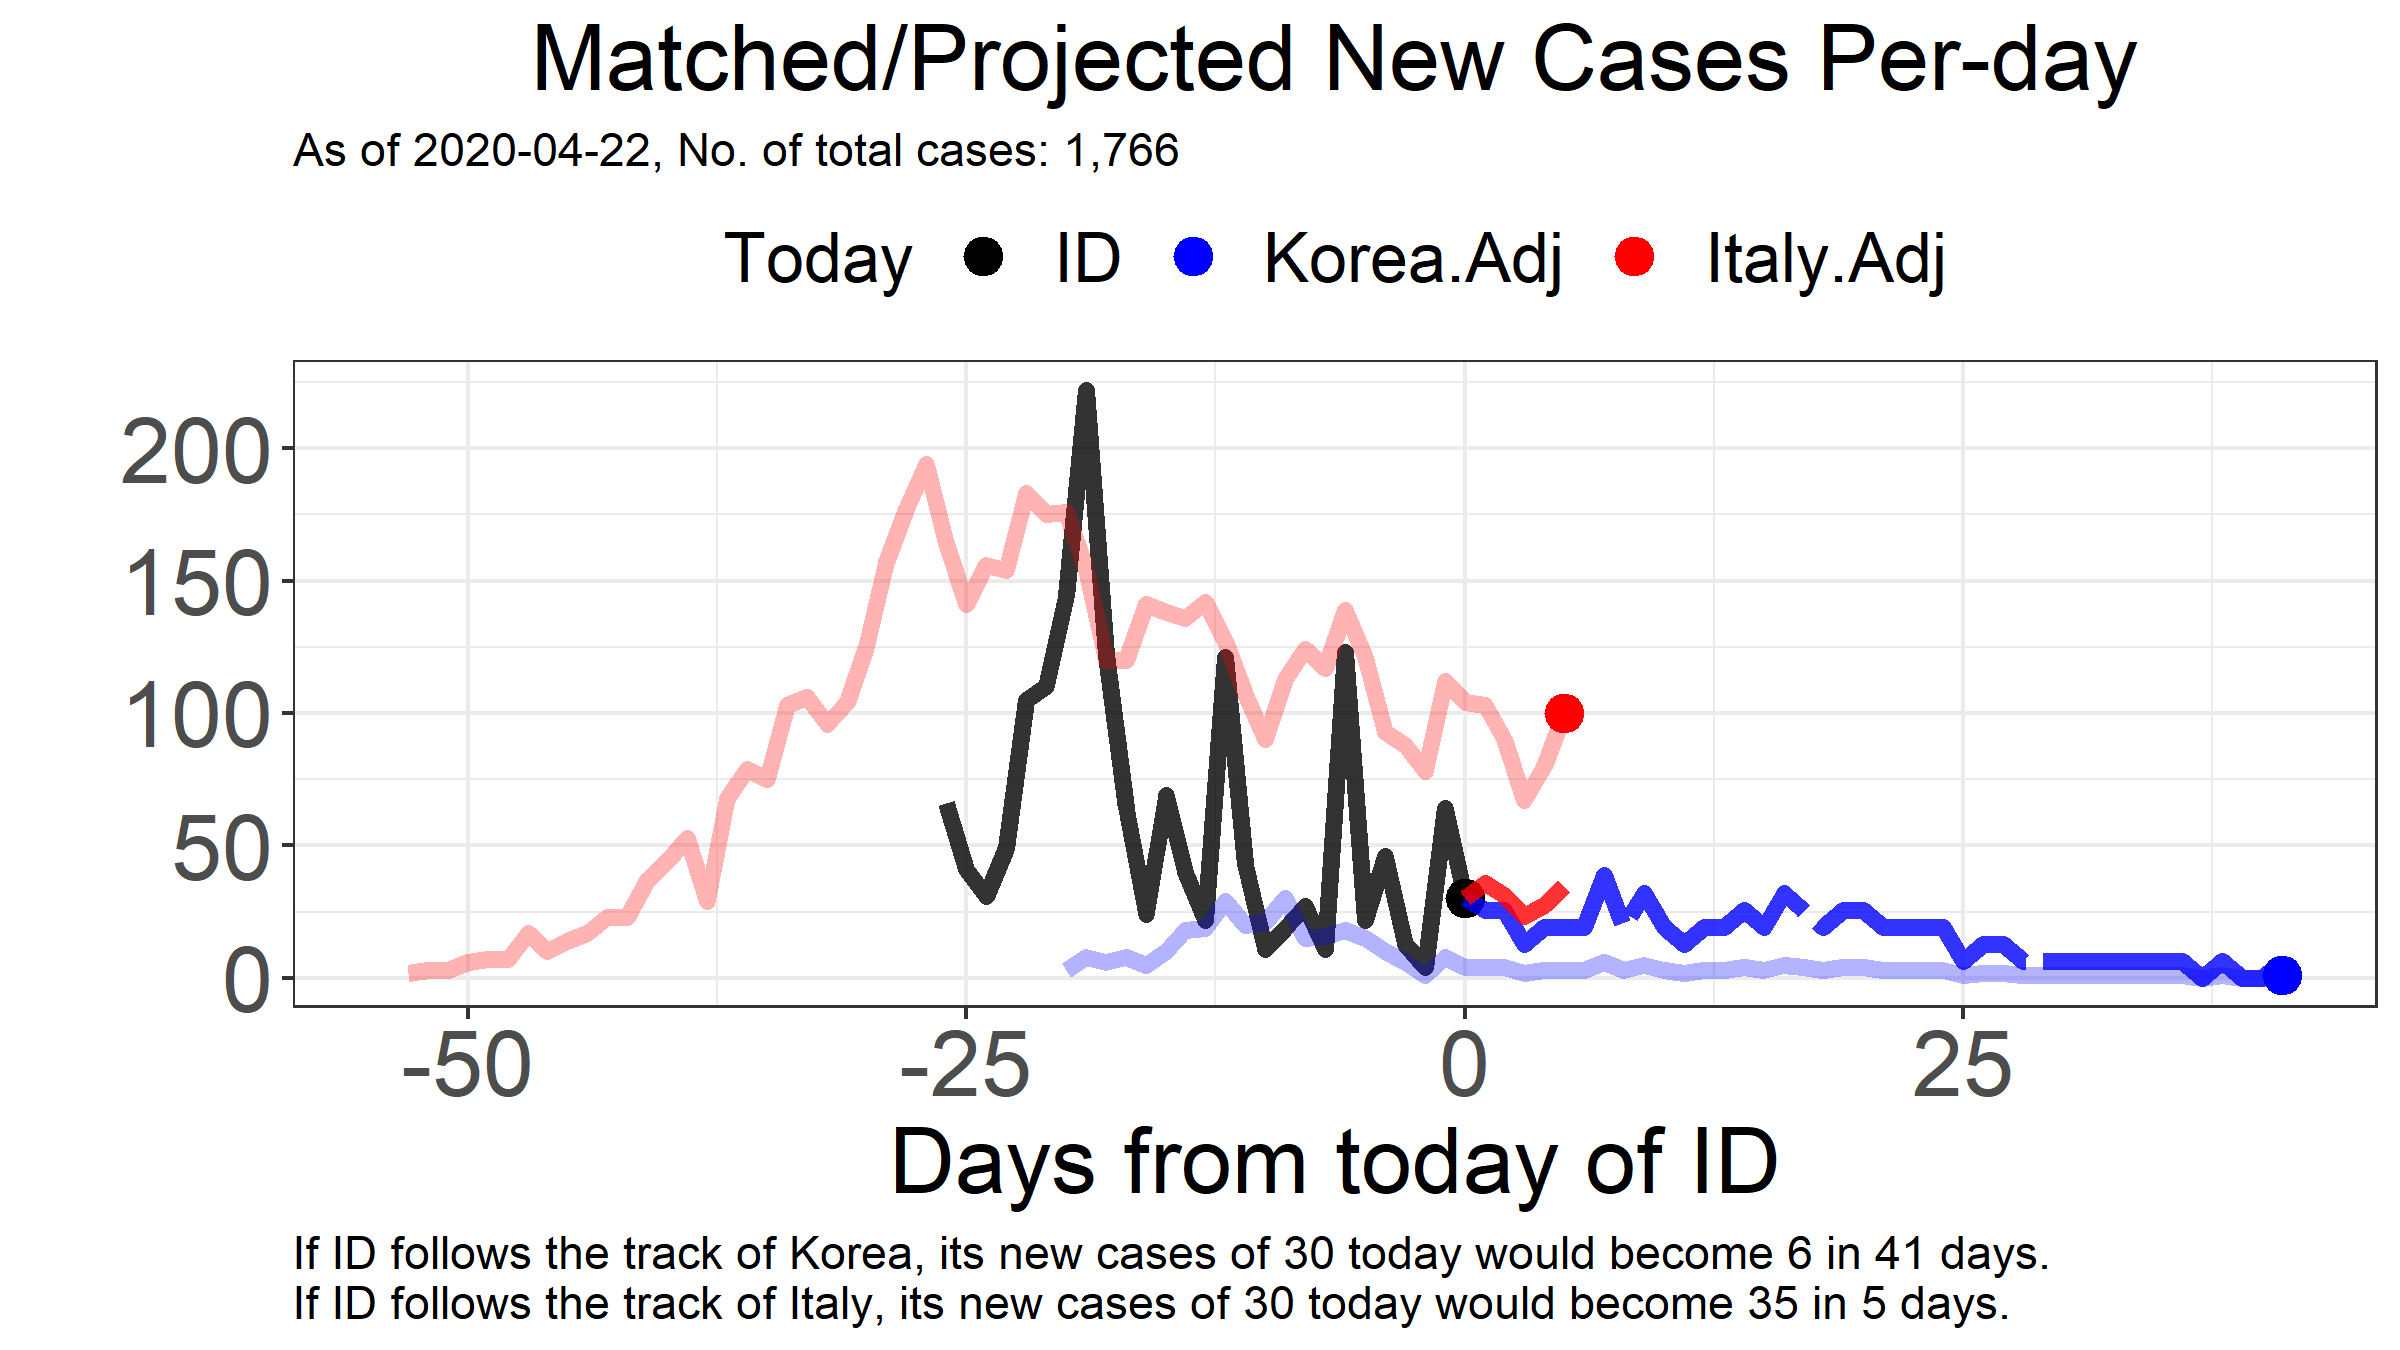 Matched/Projected New Cases Per-day
As of 2020-04-22, No. of total cases: 1,766
Today ID Korea.Adj Italy.Adj
200
150
100
50
0
-50 -25 0 25
Days from today of ID
If ID follows the track of Korea, its new cases of 30 today would become 6 in 41 days.
If ID follows the track of Italy, its new cases of 30 today would become 35 in 5 days.